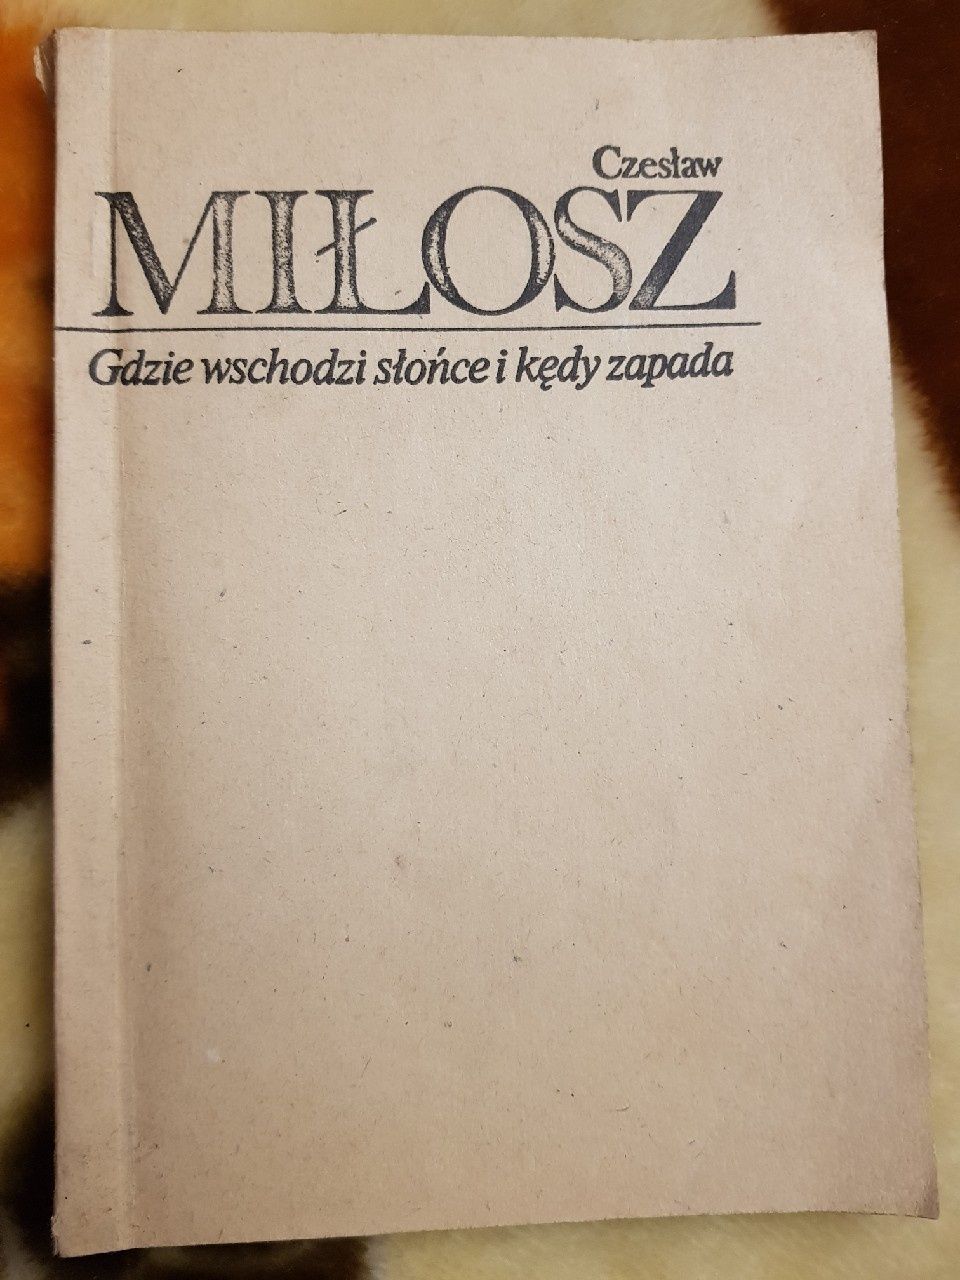 Czesław
MIŁOSZ
Gdzie wschodzi słońce i kędy zapada